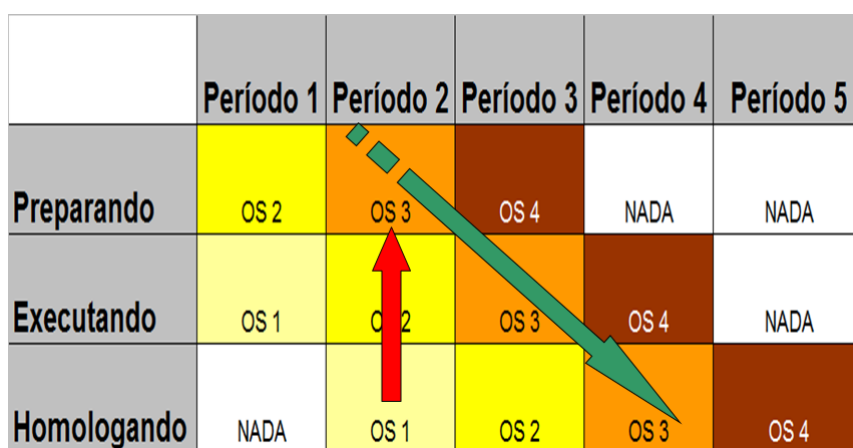 Período 1 Período 2 Período 3 Período 4 Período 5
Preparando OS 2 OS 3 OS 4 NADA NADA
Executando OS 1 2 OS 3 OS 4 NADA
Homologando NADA OS 1 OS 2 OS 3 OS 4